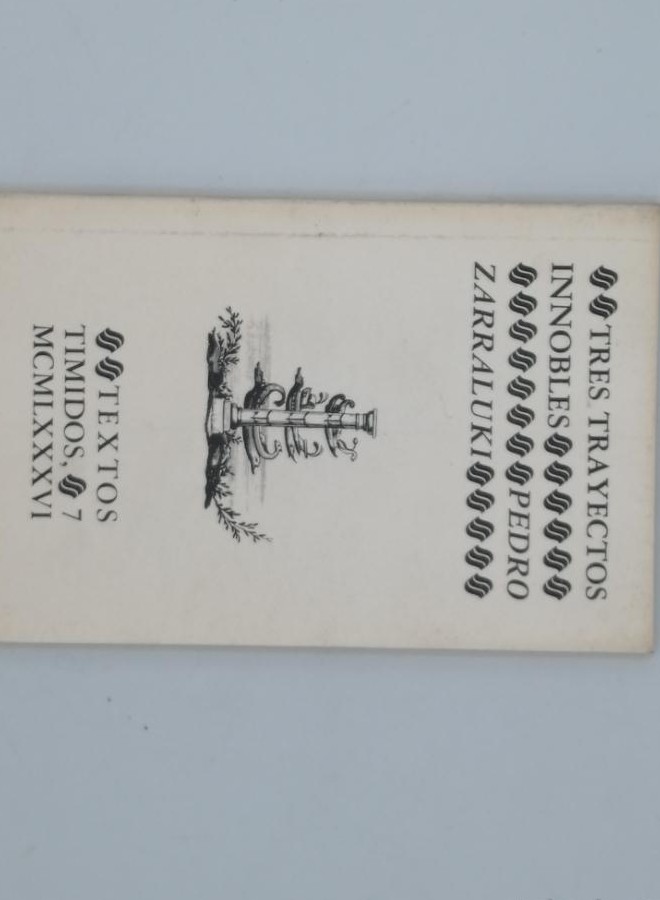 TRES TRAYECTOS
INNOBLES
PEDRO
ZARRALUKI
TEXTOS
TIMIDOS, 7
MCMLXXXVI